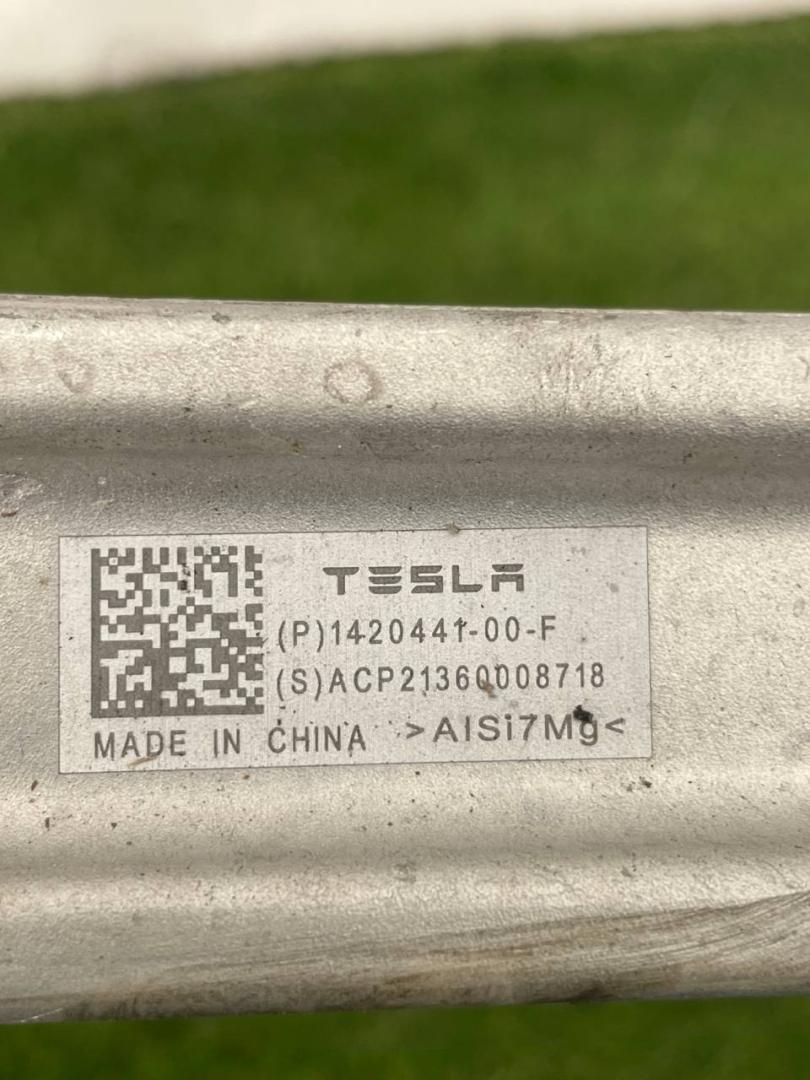 TESLA
(P)1420441-00-F
(S)ACP21360008718
MADE IN CHINA >AlSi7Mg<